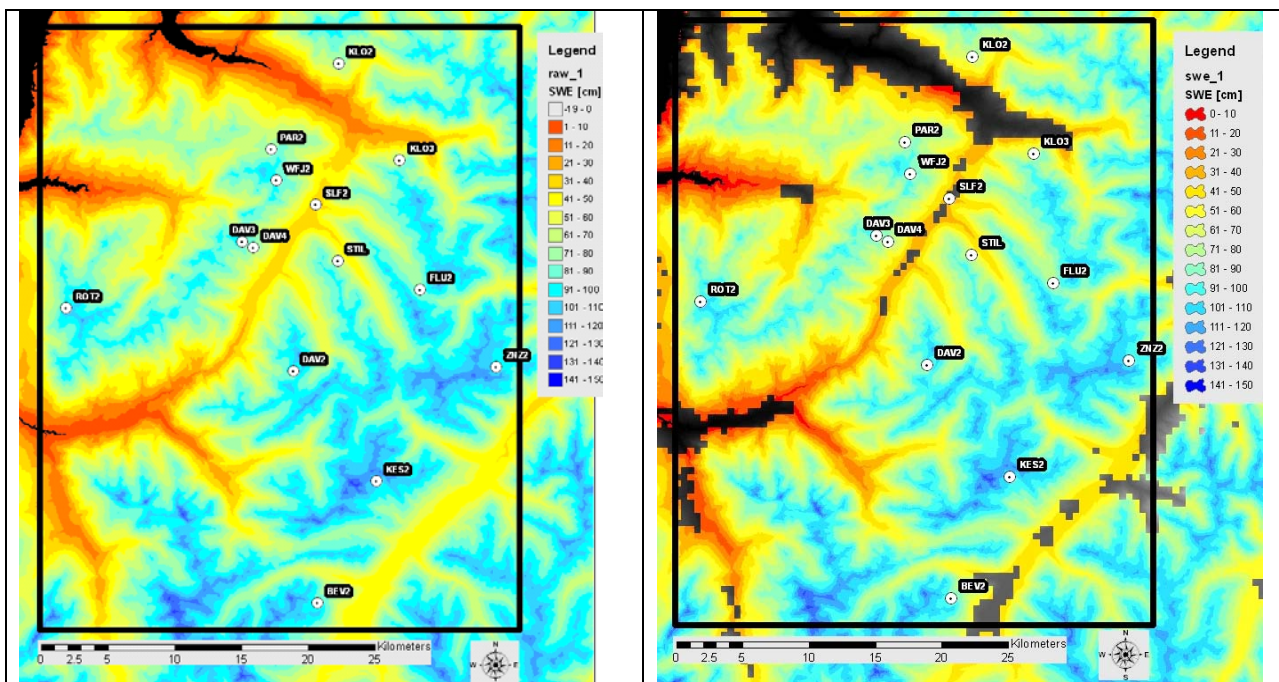 Legend
raw_1
SWE [cm]
-19 - 0
1 - 10
11 - 20
21 - 30
31 - 40
41 - 50
51 - 60
61 - 70
71 - 80
81 - 90
91 - 100
101 - 110
111 - 120
121 - 130
131 - 140
141 - 150
KLO2
PAR2
KLO3
WFJ2
SLF2
DAV3
DAV4
STIL
FLU2
ROT2
ZNZ2
DAV2
KES2
BEV2
Kilometers
0 2.5 5 10 15 20 25
N
W E
S
Legend
swe_1
SWE [cm]
0 - 10
11 - 20
21 - 30
31 - 40
41 - 50
51 - 60
61 - 70
71 - 80
81 - 90
91 - 100
101 - 110
111 - 120
121 - 130
131 - 140
141 - 150
KLO2
PAR2
KLO3
WFJ2
SLF2
DAV3
DAV4
STIL
FLU2
ROT2
ZNZ2
DAV2
KES2
BEV2
Kilometers
0 2.5 5 10 15 20 25
N
W E
S